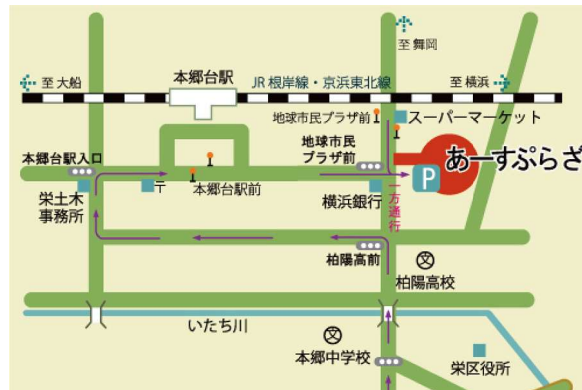 至 舞岡
至 大船
本郷台駅
JR 根岸線・京浜東北線
至 横浜
地球市民プラザ前
スーパーマーケット
地球市民
プラザ前
あーすぷらざ
P
本郷台駅入口
〒
本郷台駅前
栄土木
事務所
横浜銀行
一方通行
柏陽高前
文
柏陽高校
いたち川
文
本郷中学校
栄区役所